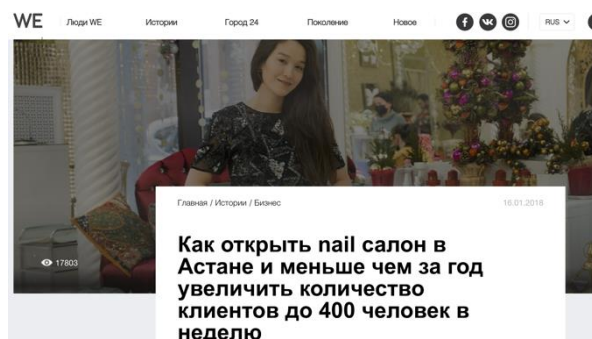 WE
Люди WE
Истории
Город 24
Поколение
Новое
RUS
17803
Главная / Истории / Бизнес
16.01.2018
Как открыть nail салон в
Астане и меньше чем за год
увеличить количество
клиентов до 400 человек в
неделю